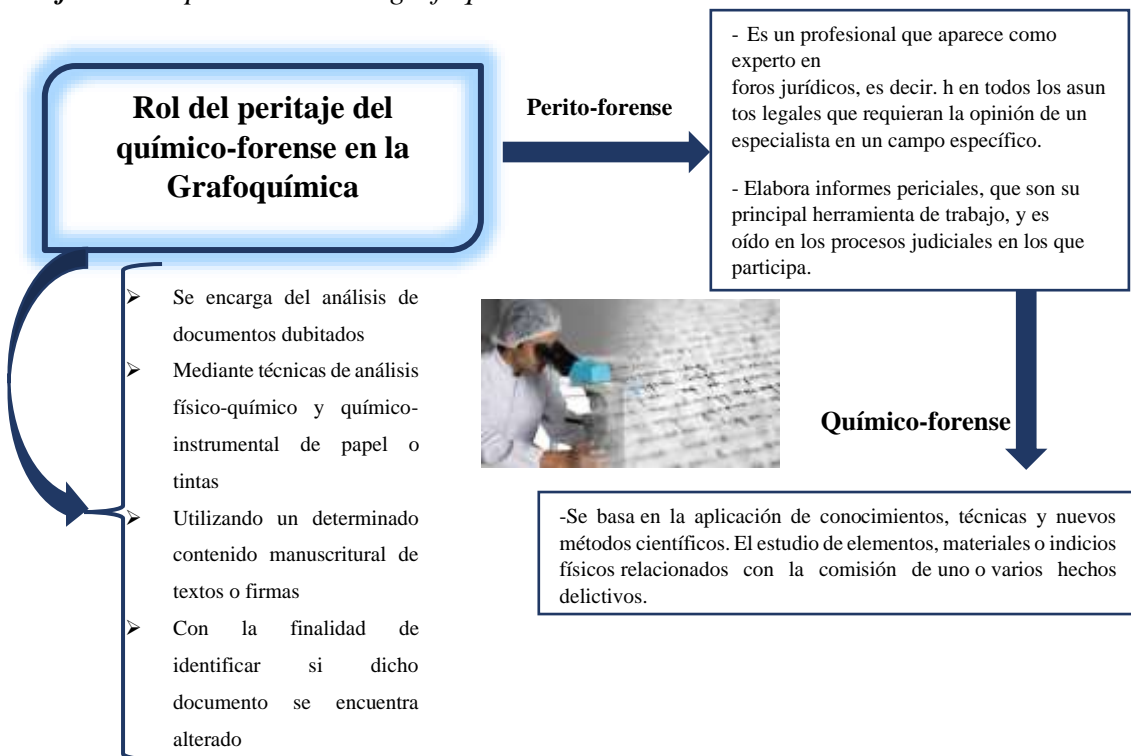 Rol del peritaje del
químico-forense en la
Grafoquímica
Perito-forense
- Es un profesional que aparece como
experto en
foros jurídicos, es decir. h en todos los asun
tos legales que requieran la opinión de un
especialista en un campo específico.
- Elabora informes periciales, que son su
principal herramienta de trabajo, y es
oído en los procesos judiciales en los que
participa.
➢ Se encarga del análisis de
documentos dubitados
➢ Mediante técnicas de análisis
físico-químico y químico-
instrumental de papel o
tintas
➢ Utilizando un determinado
contenido manuscritural de
textos o firmas
➢ Con la finalidad de
identificar si dicho
documento se encuentra
alterado
Químico-forense
-Se basa en la aplicación de conocimientos, técnicas y nuevos
métodos científicos. El estudio de elementos, materiales o indicios
físicos relacionados con la comisión de uno o varios hechos
delictivos.